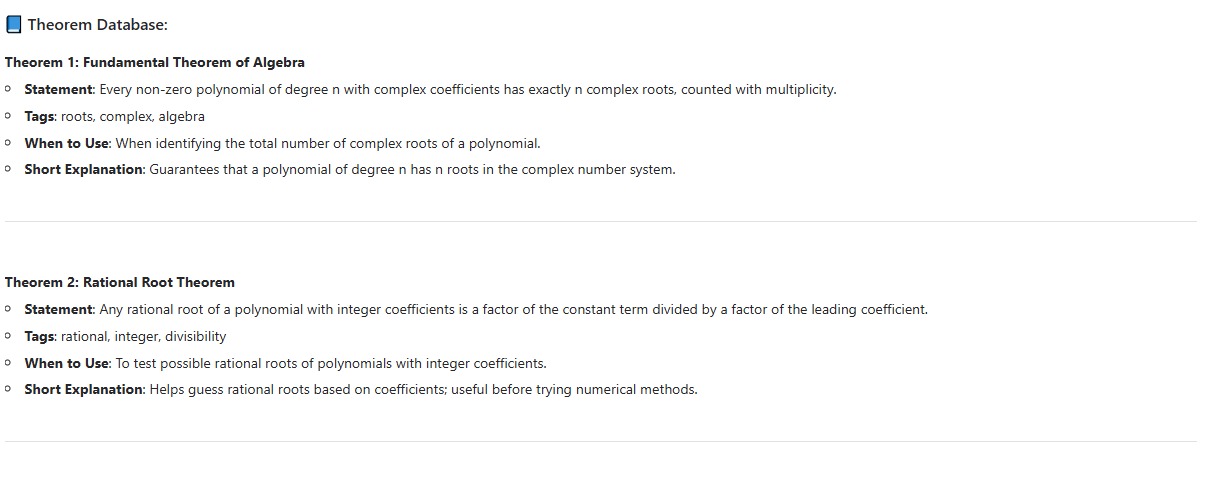 📘 Theorem Database:
Theorem 1: Fundamental Theorem of Algebra
Statement: Every non-zero polynomial of degree n with complex coefficients has exactly n complex roots, counted with multiplicity.
Tags: roots, complex, algebra
When to Use: When identifying the total number of complex roots of a polynomial.
Short Explanation: Guarantees that a polynomial of degree n has n roots in the complex number system.
Theorem 2: Rational Root Theorem
Statement: Any rational root of a polynomial with integer coefficients is a factor of the constant term divided by a factor of the leading coefficient.
Tags: rational, integer, divisibility
When to Use: To test possible rational roots of polynomials with integer coefficients.
Short Explanation: Helps guess rational roots based on coefficients; useful before trying numerical methods.